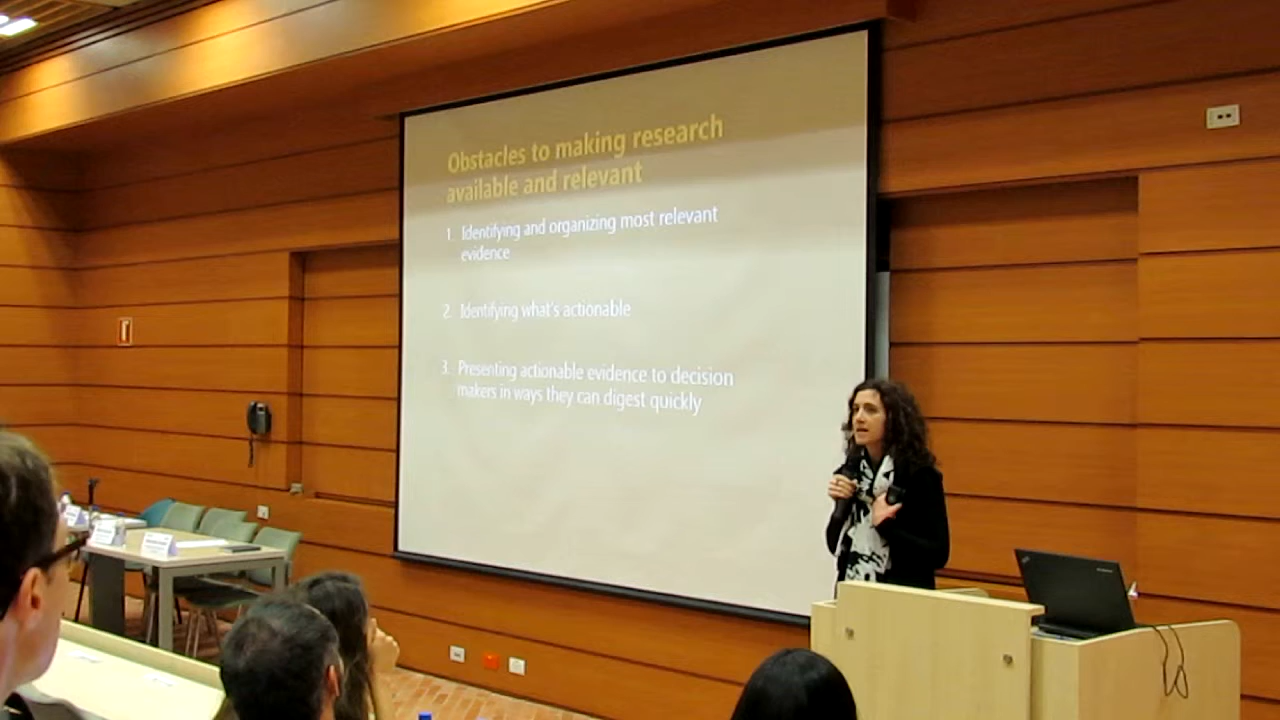 Obstacles to making research
available and relevant
1. Identifying and organizing most relevant
evidence
2. Identifying what's actionable
3. Presenting actionable evidence to decision
makers in ways they can digest quickly